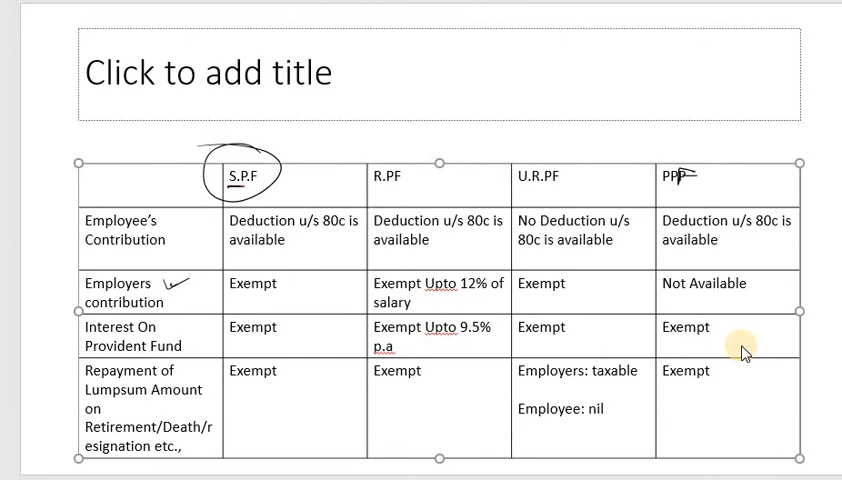 Click to add title
S.P.F
R.PF
U.R.PF
PPF
Employee's
Contribution
Deduction u/s 80c is
available
Deduction u/s 80c is
available
No Deduction u/s
80c is available
Deduction u/s 80c is
available
Employers
contribution
Exempt
Exempt Upto 12% of
salary
Exempt
Not Available
Interest On
Provident Fund
Exempt
Exempt Upto 9.5%
p.a
Exempt
Exempt
Repayment of
Lumpsum Amount
on
Retirement/Death/r
esignation etc.,
Exempt
Exempt
Employers: taxable
Employee: nil
Exempt